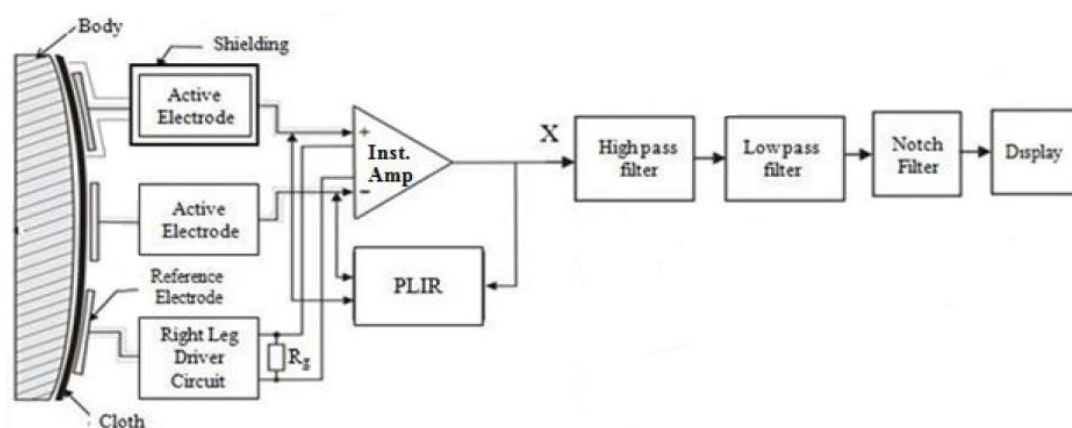 Body
Shielding
Active
Electrode
+
Inst.
Amp
−
X
Highpass
filter
Lowpass
filter
Notch
Filter
Display
Active
Electrode
Reference
Electrode
PLIR
Right Leg
Driver
Circuit
Rg
Cloth